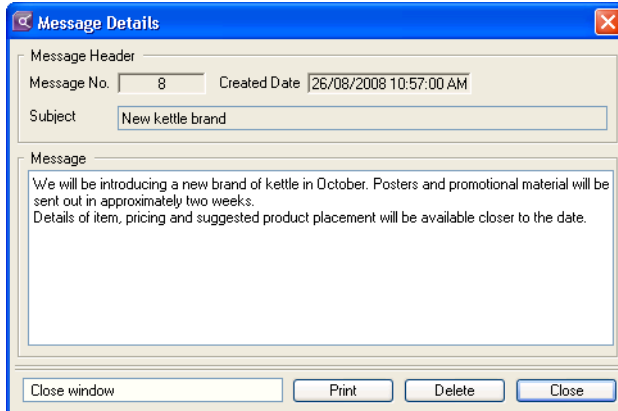 Message Details
Message Header
Message No. 8 Created Date 26/08/2008 10:57:00 AM
Subject New kettle brand
Message
We will be introducing a new brand of kettle in October. Posters and promotional material will be
sent out in approximately two weeks.
Details of item, pricing and suggested product placement will be available closer to the date.
Close window Print Delete Close